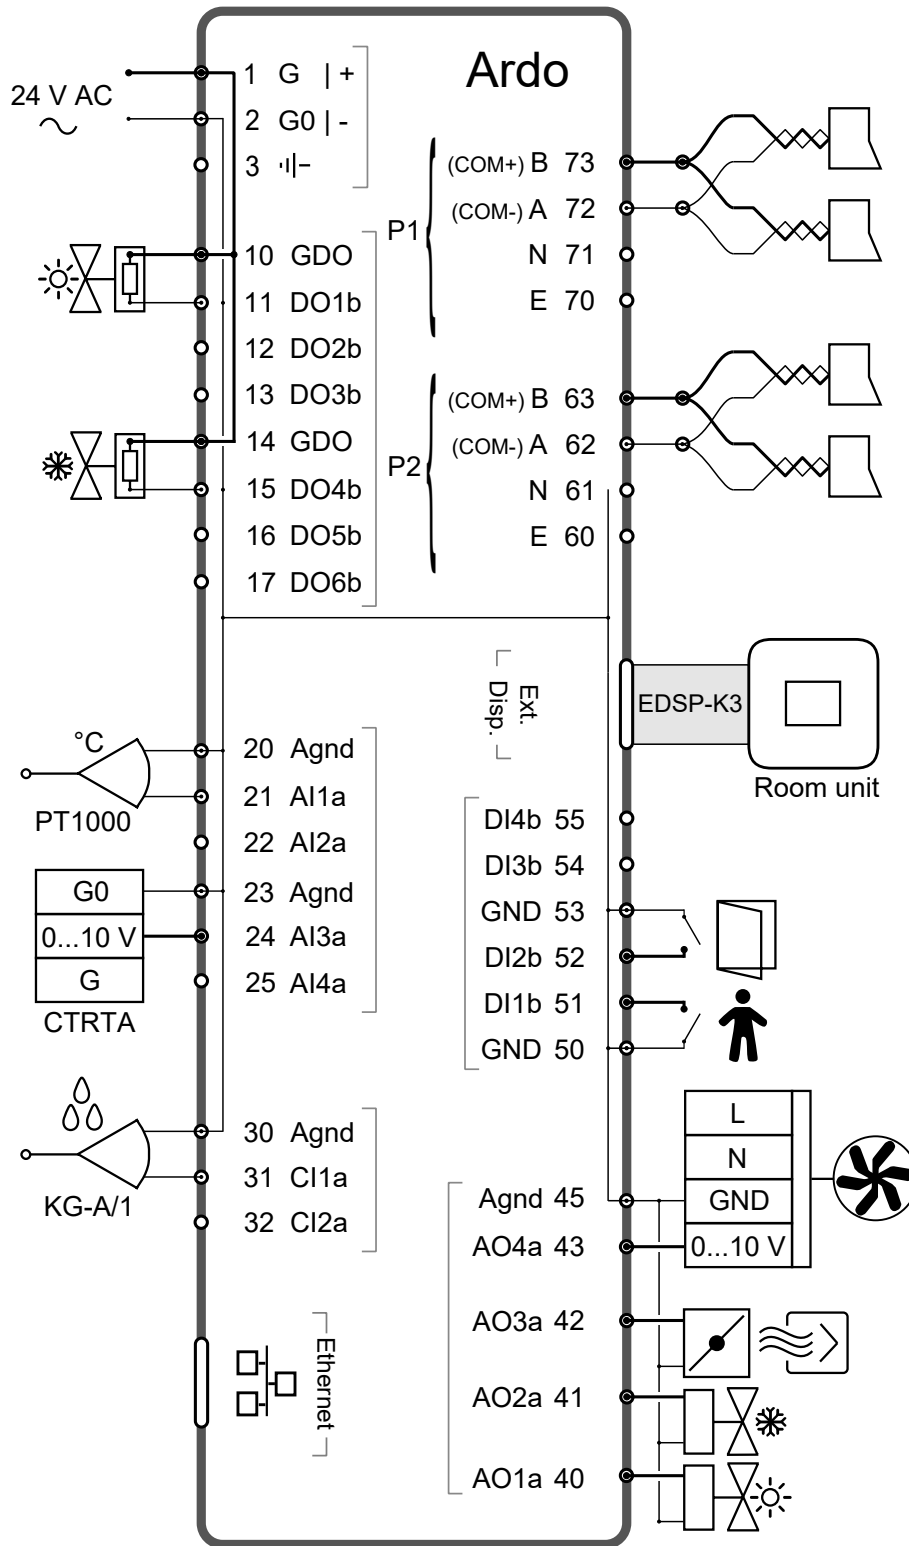 Ardo
24 V AC
1 G | +
2 G0 | -
3
10 GDO
11 DO1b
12 DO2b
13 DO3b
14 GDO
15 DO4b
16 DO5b
17 DO6b
P1
(COM+) B 73
(COM-) A 72
N 71
E 70
P2
(COM+) B 63
(COM-) A 62
N 61
E 60
Ext.
Disp.
EDSP-K3
Room unit
°C
PT1000
20 Agnd
21 AI1a
22 AI2a
23 Agnd
24 AI3a
25 AI4a
G0
0...10 V
G
CTRTA
DI4b 55
DI3b 54
GND 53
DI2b 52
DI1b 51
GND 50
KG-A/1
30 Agnd
31 CI1a
32 CI2a
L
N
GND
0...10 V
Agnd 45
AO4a 43
AO3a 42
AO2a 41
AO1a 40
Ethernet